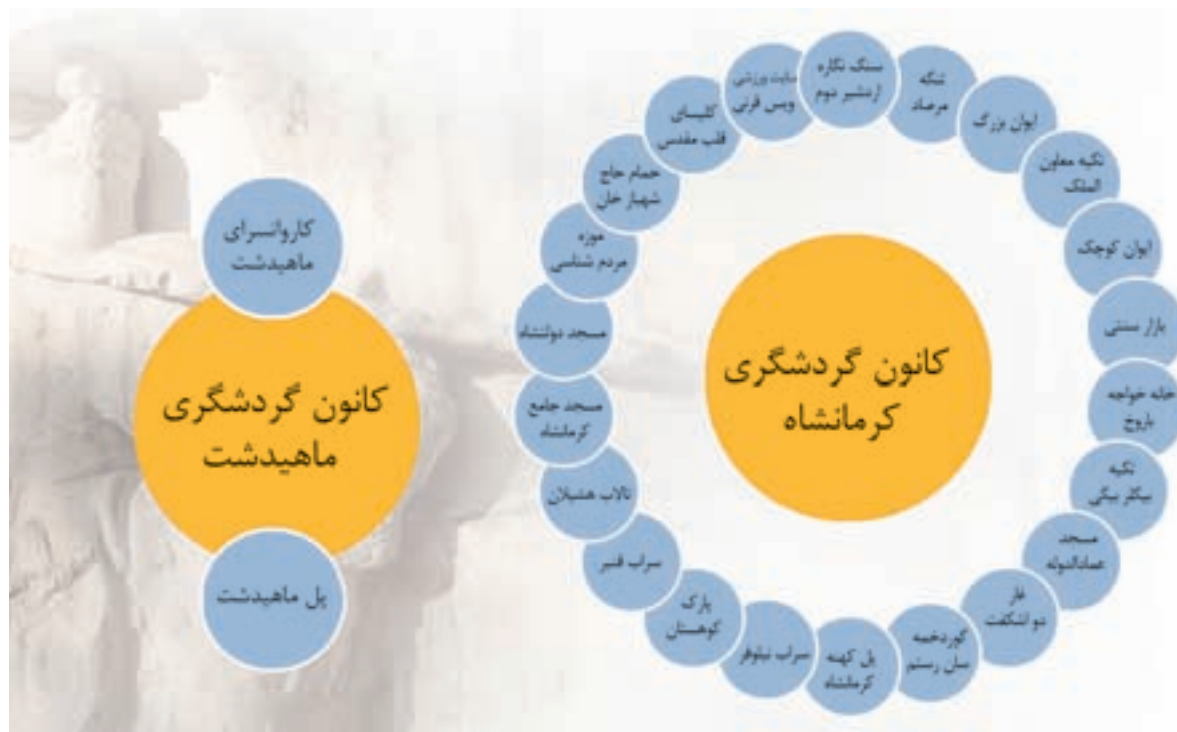 سنگ نگاره
اردشیر دوم
تنگه
مرصاد
ایوان بزرگ
تکیه معاون
الملک
ایوان کوچک
بازار سنتی
خانه خواجه
باروخ
تکیه
بیگلر بیگی
مسجد
عمادالدوله
غار
دو اشکفت
گوردخمه
سان رستم
پل کهنه
کرمانشاه
سراب نیلوفر
پارک
کوهستان
سراب قنبر
تالاب هشیلان
مسجد جامع
کرمانشاه
مسجد دولتشاه
موزه
مردم شناسی
حمام حاج
شهباز خان
کلیسای
قلب مقدس
سایت ورزشی
ویس قرنی
کانون گردشگری
کرمانشاه
کاروانسرای
ماهیدشت
کانون گردشگری
ماهیدشت
پل ماهیدشت